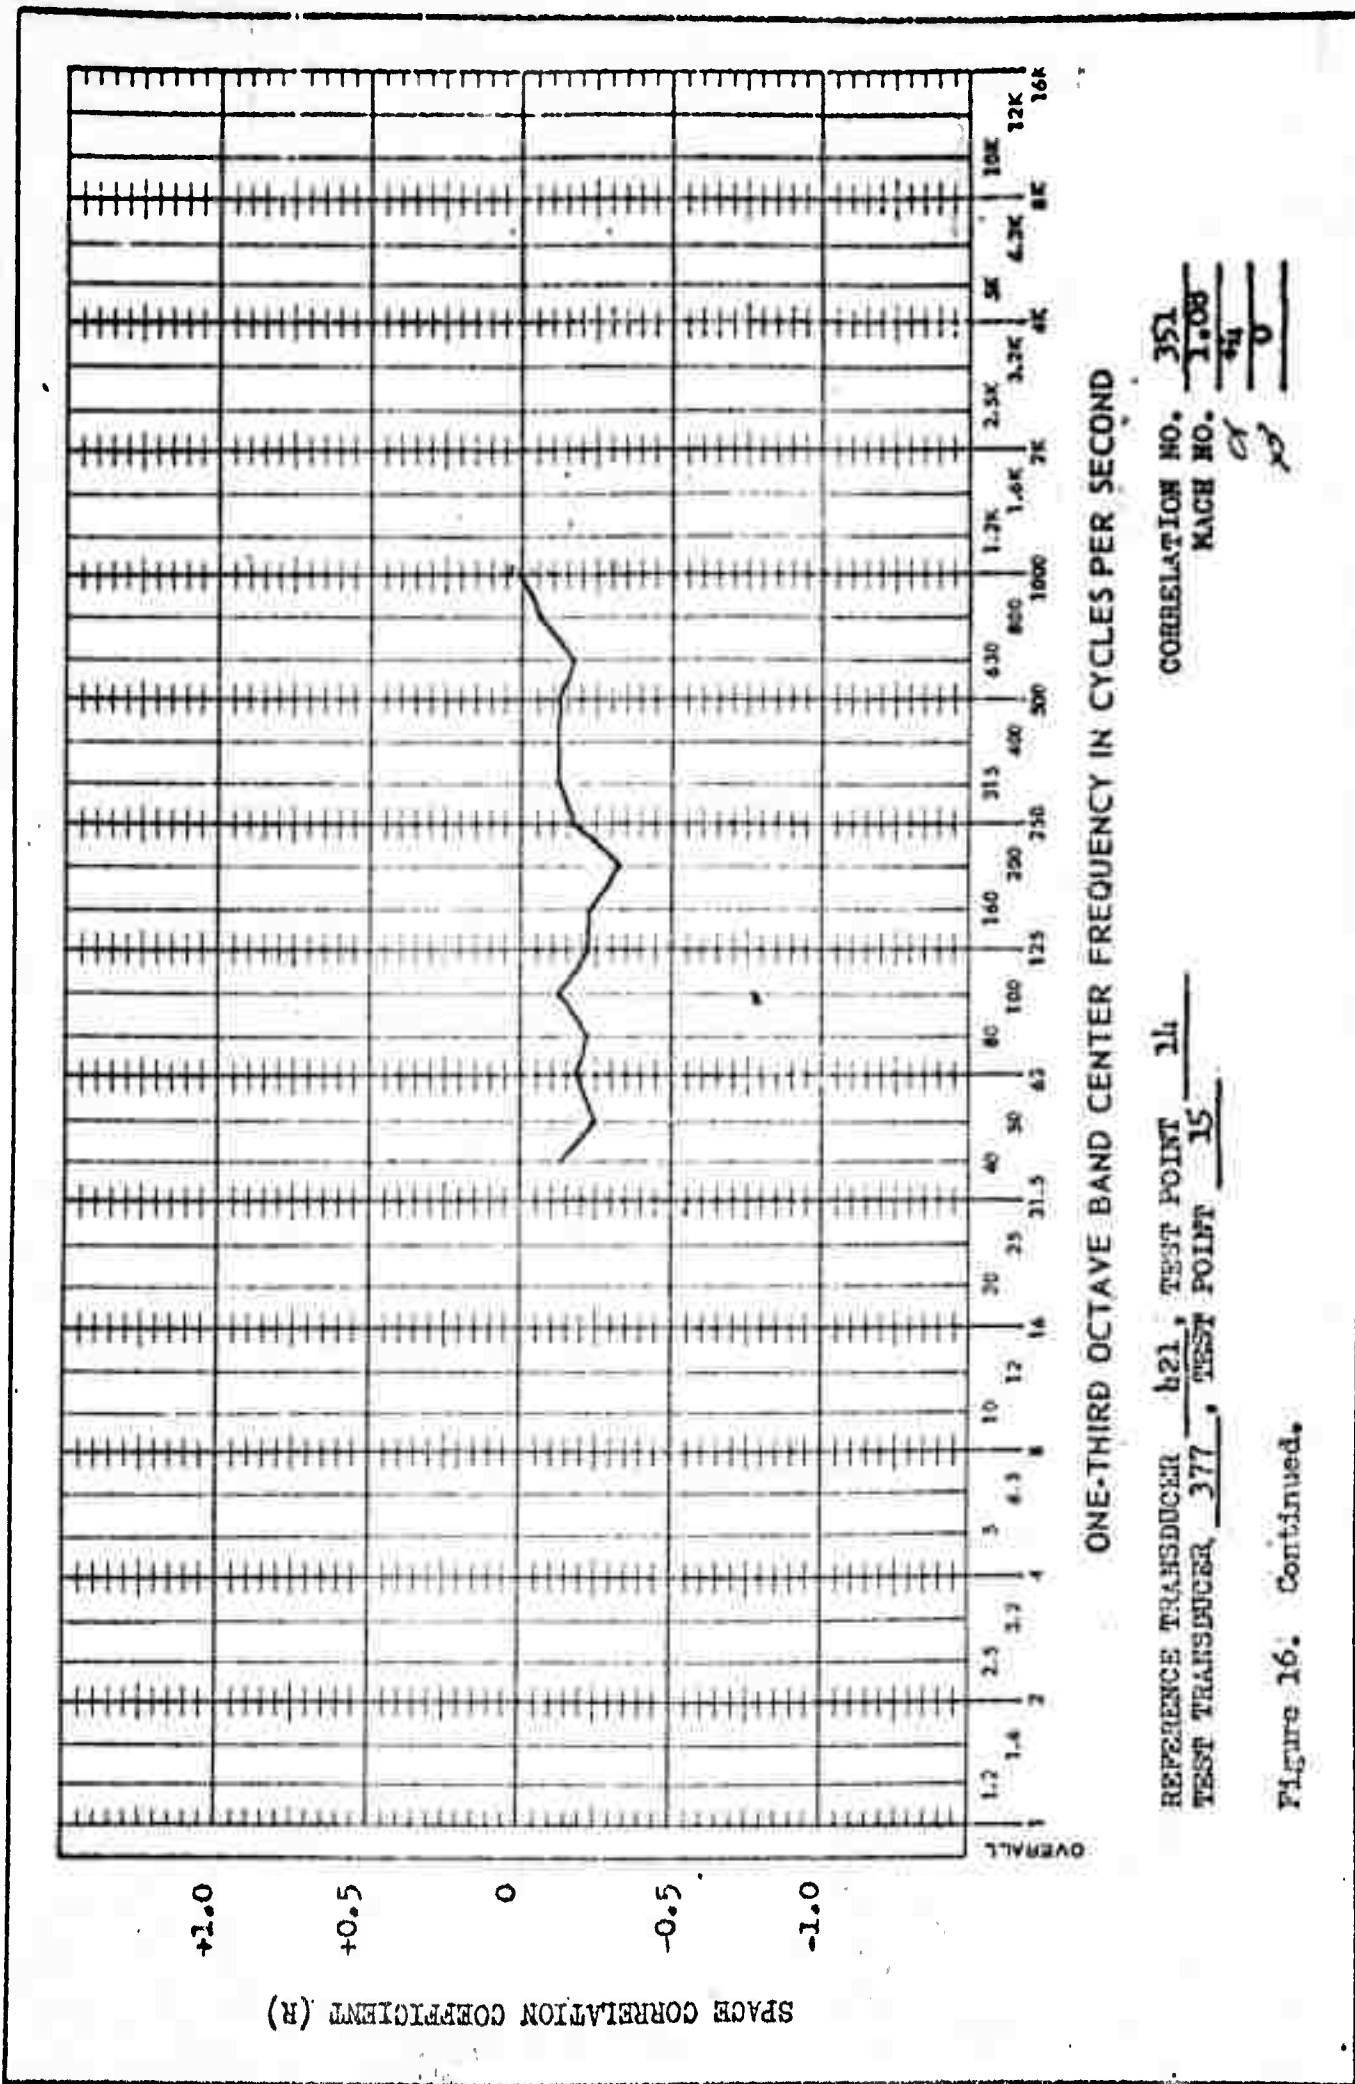 SPACE CORRELATION COEFFICIENT (R)
+1.0
+0.5
0
-0.5
-1.0
OVERALL
1 1.2 1.6 2 2.5 3.2 4 5 6.3 8 10 12 16 20 25 31.5 40 50 63 80 100 125 160 200 250 315 400 500 630 800 1000 1.2K 1.6K 2K 2.5K 3.2K 4K 5K 6.3K 8K 10K 12K 16K
ONE-THIRD OCTAVE BAND CENTER FREQUENCY IN CYCLES PER SECOND
REFERENCE TRANSDUCER 421, TEST POINT 14
TEST TRANSDUCER 377, TEST POINT 15
CORRELATION NO. 351
MACH NO. 1.08
α
β 0
Figure 16. Continued.